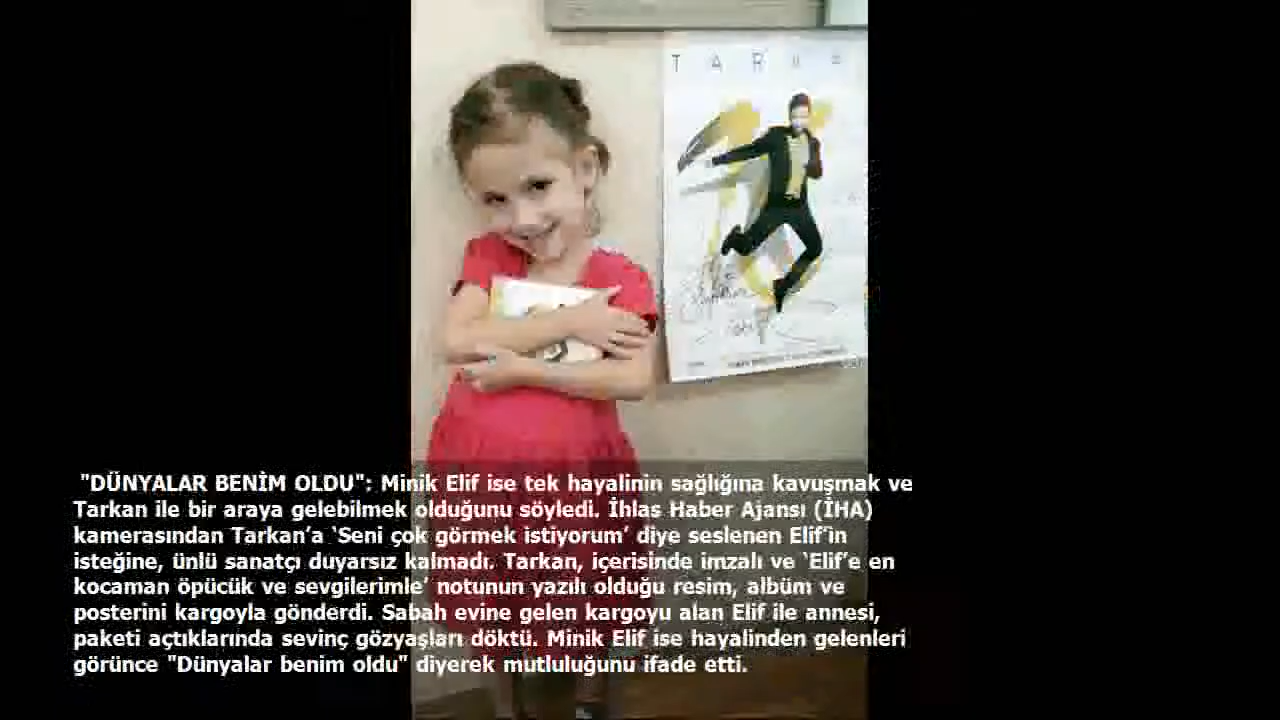 T A R K A
"DÜNYALAR BENİM OLDU": Minik Elif ise tek hayalinin sağlığına kavuşmak ve
Tarkan ile bir araya gelebilmek olduğunu söyledi. İhlas Haber Ajansı (İHA)
kamerasından Tarkan’a ‘Seni çok görmek istiyorum’ diye seslenen Elif’in
isteğine, ünlü sanatçı duyarsız kalmadı. Tarkan, içerisinde imzalı ve ‘Elif’e en
kocaman öpücük ve sevgilerimle’ notunun yazılı olduğu resim, albüm ve
posterini kargoyla gönderdi. Sabah evine gelen kargoyu alan Elif ile annesi,
paketi açtıklarında sevinç gözyaşları döktü. Minik Elif ise hayalinden gelenleri
görünce "Dünyalar benim oldu" diyerek mutluluğunu ifade etti.